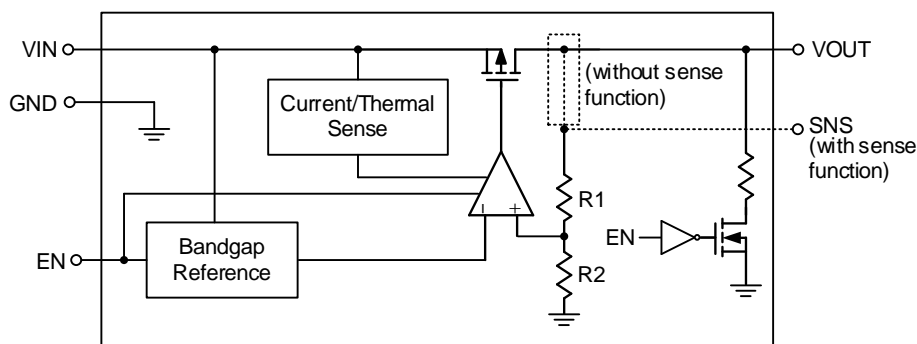 VIN
VOUT
(without sense
function)
GND
Current/Thermal
Sense
SNS
(with sense
function)
R1
− +
EN
EN
Bandgap
Reference
R2